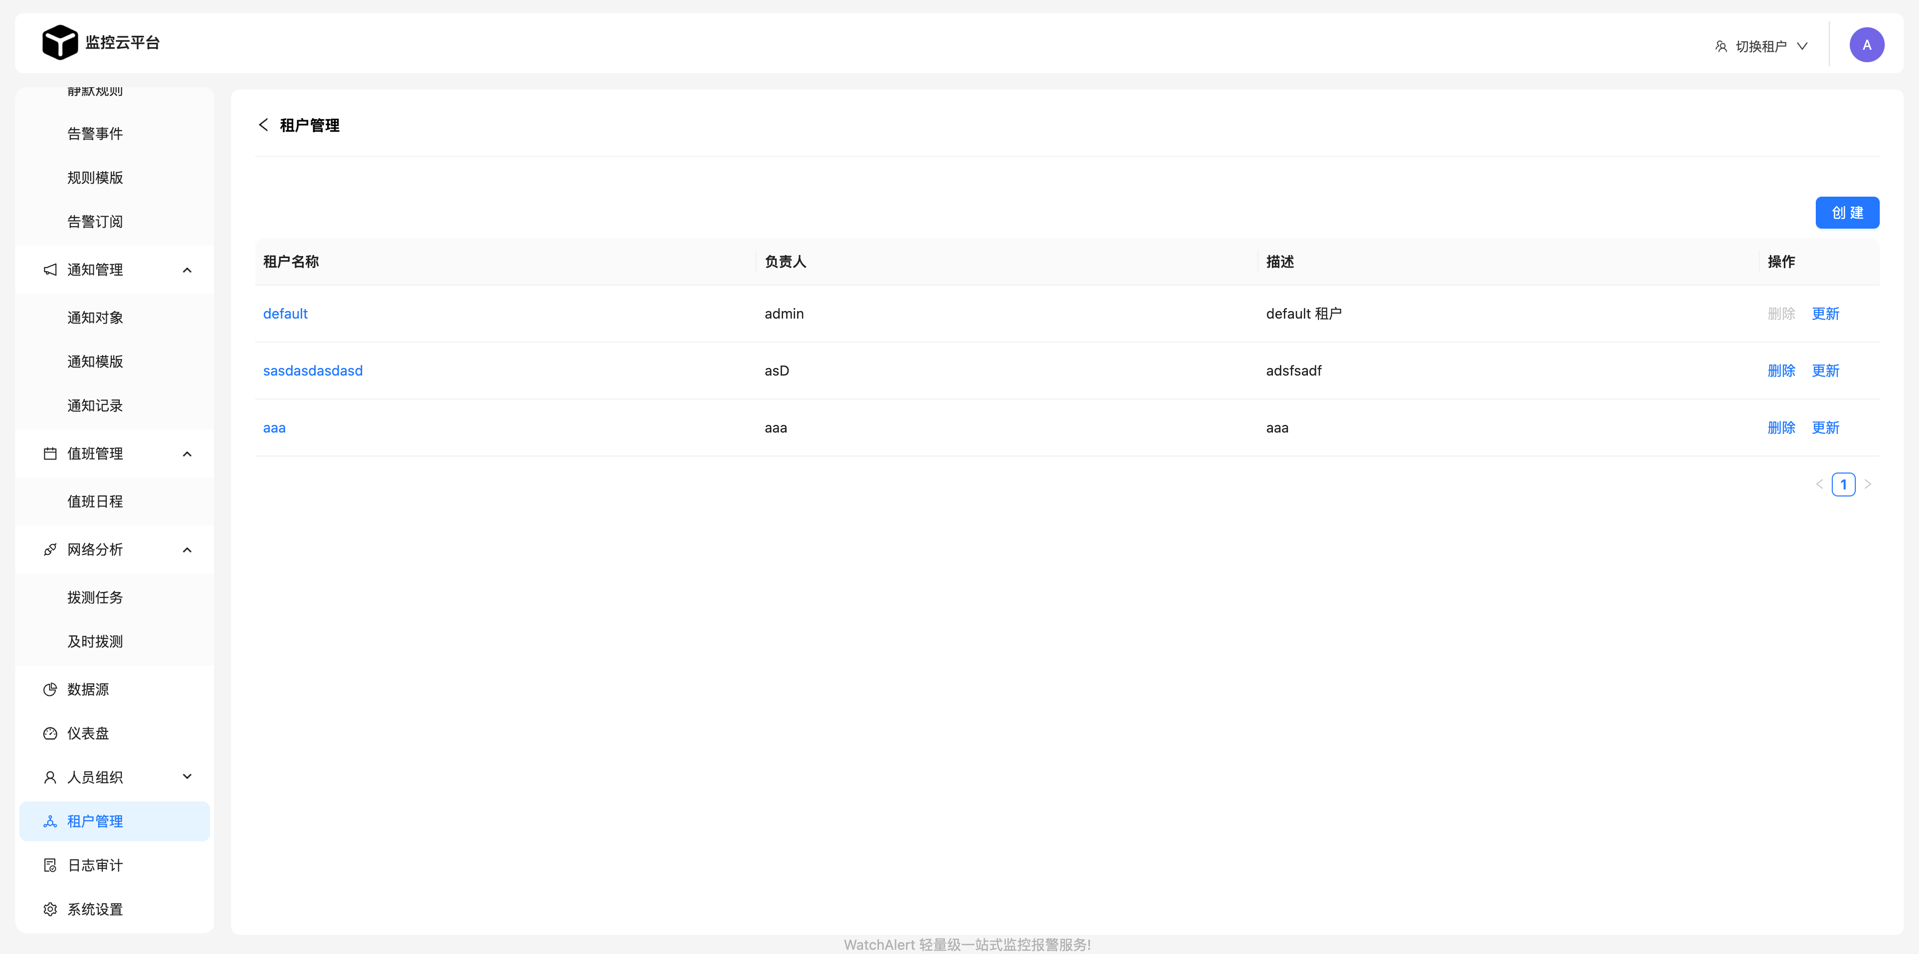 监控云平台
切换租户
A
静默规则
告警事件
规则模版
告警订阅
通知管理
通知对象
通知模版
通知记录
值班管理
值班日程
网络分析
拨测任务
及时拨测
数据源
仪表盘
人员组织
租户管理
日志审计
系统设置
租户管理
创 建
租户名称 负责人 描述 操作
default admin default 租户 删除 更新
sasdasdasdasd asD adsfsadf 删除 更新
aaa aaa aaa 删除 更新
1
WatchAlert 轻量级一站式监控报警服务!